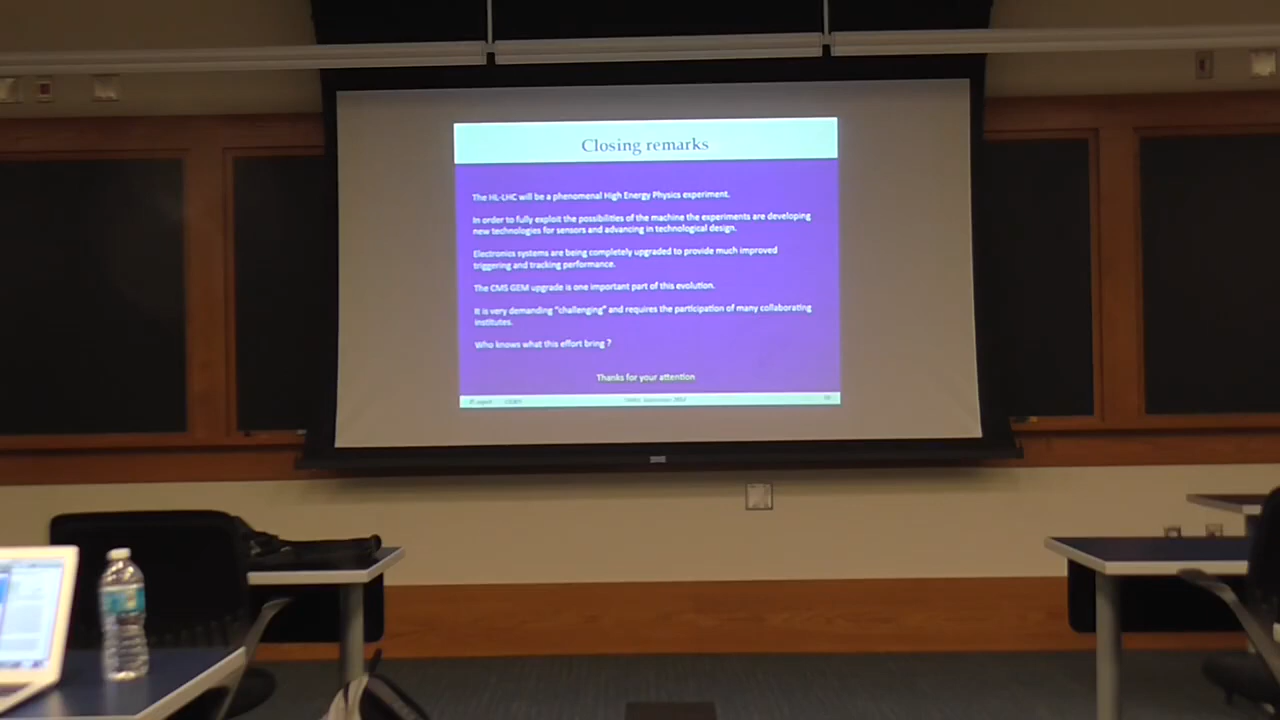 Closing remarks
The HL-LHC will be a phenomenal High Energy Physics experiment.
In order to fully exploit the possibilities of the machine the experiments are developing
new technologies for sensors and advancing in technological design.
Electronics systems are being completely upgraded to provide much improved
triggering and tracking performance.
The CMS GEM upgrade is one important part of this evolution.
It is very demanding "challenging" and requires the participation of many collaborating
institutes.
Who knows what this effort bring ?
Thanks for your attention